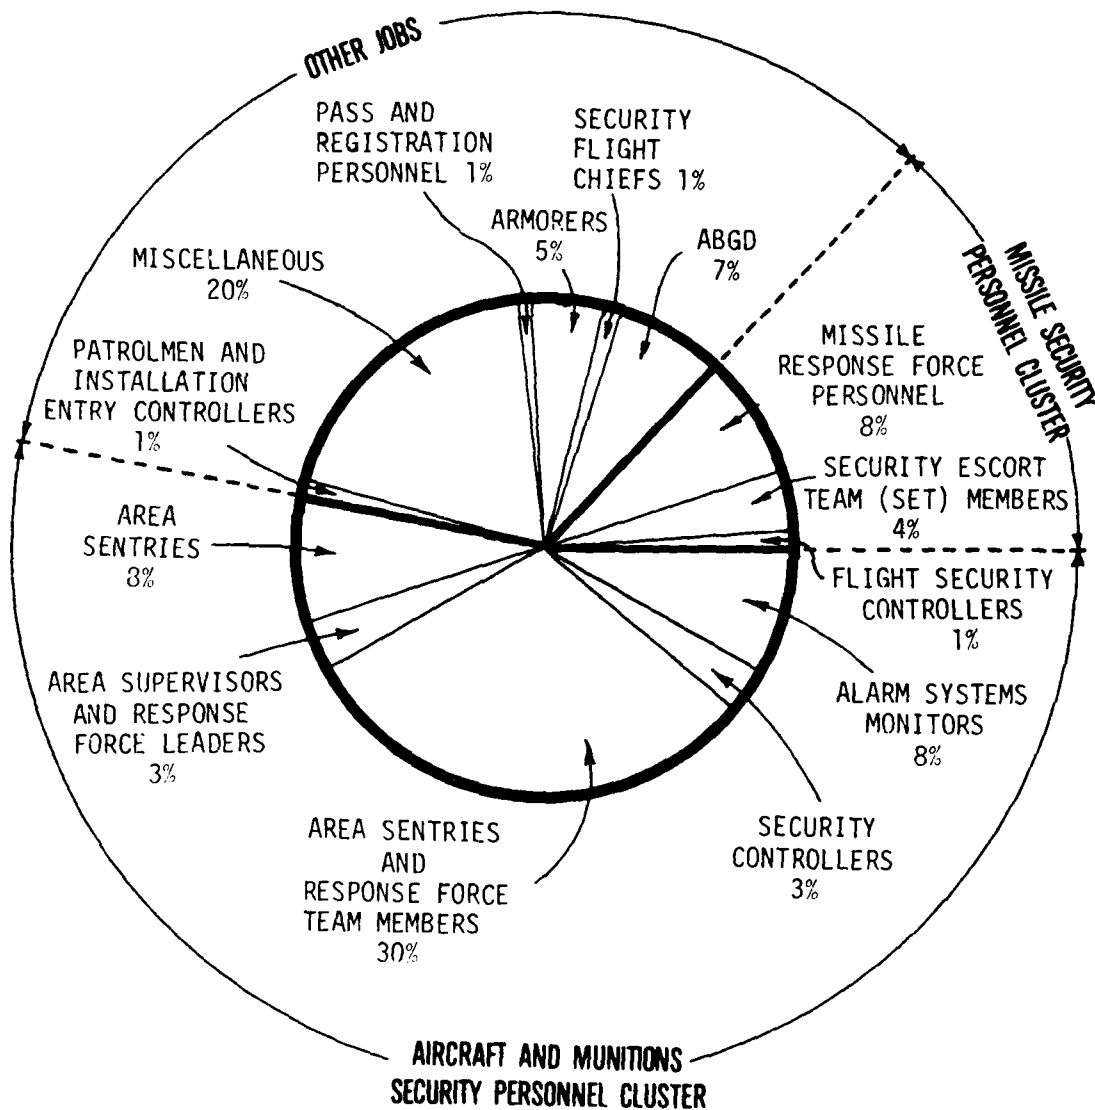 OTHER JOBS
PASS AND
REGISTRATION
PERSONNEL 1%
SECURITY
FLIGHT
CHIEFS 1%
ARMORERS
5%
ABGD
7%
MISCELLANEOUS
20%
MISSILE SECURITY
PERSONNEL CLUSTER
PATROLMEN AND
INSTALLATION
ENTRY CONTROLLERS
1%
MISSILE
RESPONSE FORCE
PERSONNEL
8%
SECURITY ESCORT
TEAM (SET) MEMBERS
4%
AREA
SENTRIES
8%
FLIGHT SECURITY
CONTROLLERS
1%
AREA SUPERVISORS
AND RESPONSE
FORCE LEADERS
3%
ALARM SYSTEMS
MONITORS
8%
AREA SENTRIES
AND
RESPONSE FORCE
TEAM MEMBERS
30%
SECURITY
CONTROLLERS
3%
AIRCRAFT AND MUNITIONS
SECURITY PERSONNEL CLUSTER